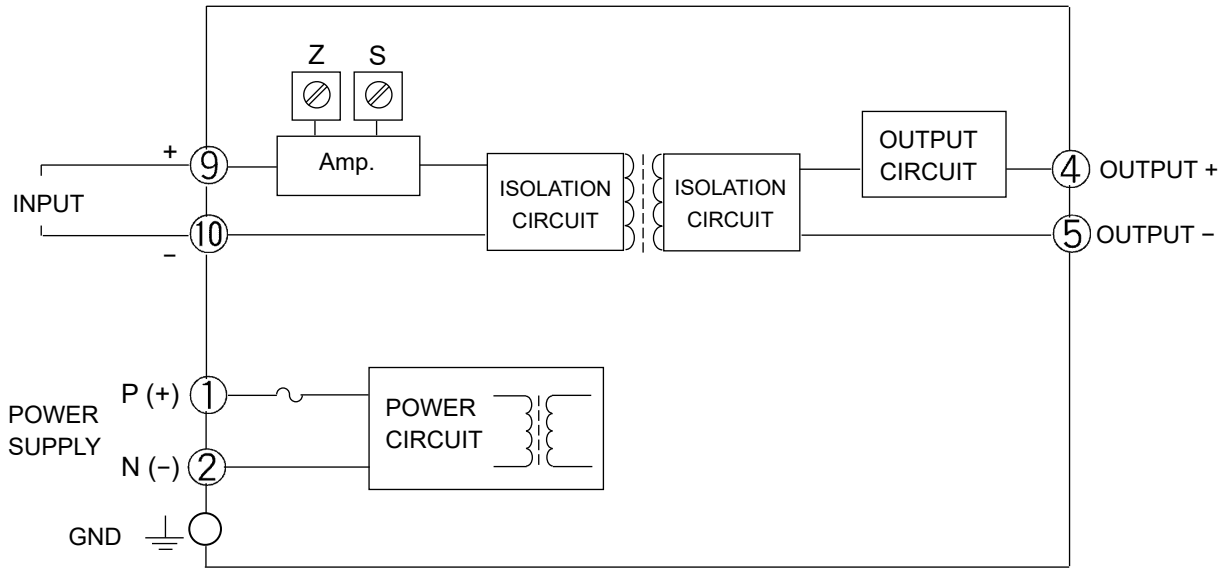 Z S
Amp.
OUTPUT
CIRCUIT
+
9
INPUT
10
−
ISOLATION
CIRCUIT
ISOLATION
CIRCUIT
4 OUTPUT +
5 OUTPUT −
POWER
SUPPLY
P (+) 1
N (−) 2
POWER
CIRCUIT
GND